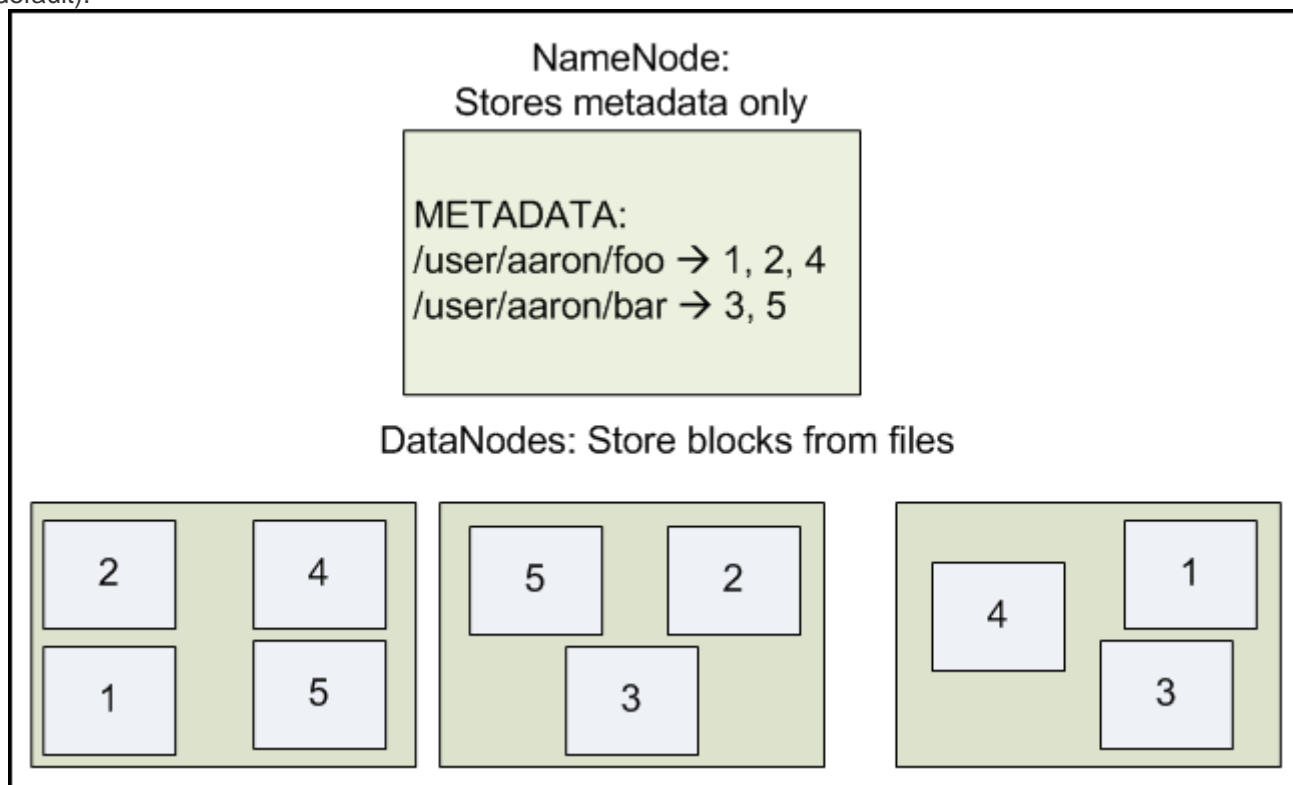 default).
NameNode:
Stores metadata only
METADATA:
/user/aaron/foo → 1, 2, 4
/user/aaron/bar → 3, 5
DataNodes: Store blocks from files
2 4
1 5
5 2
3
1
4
3